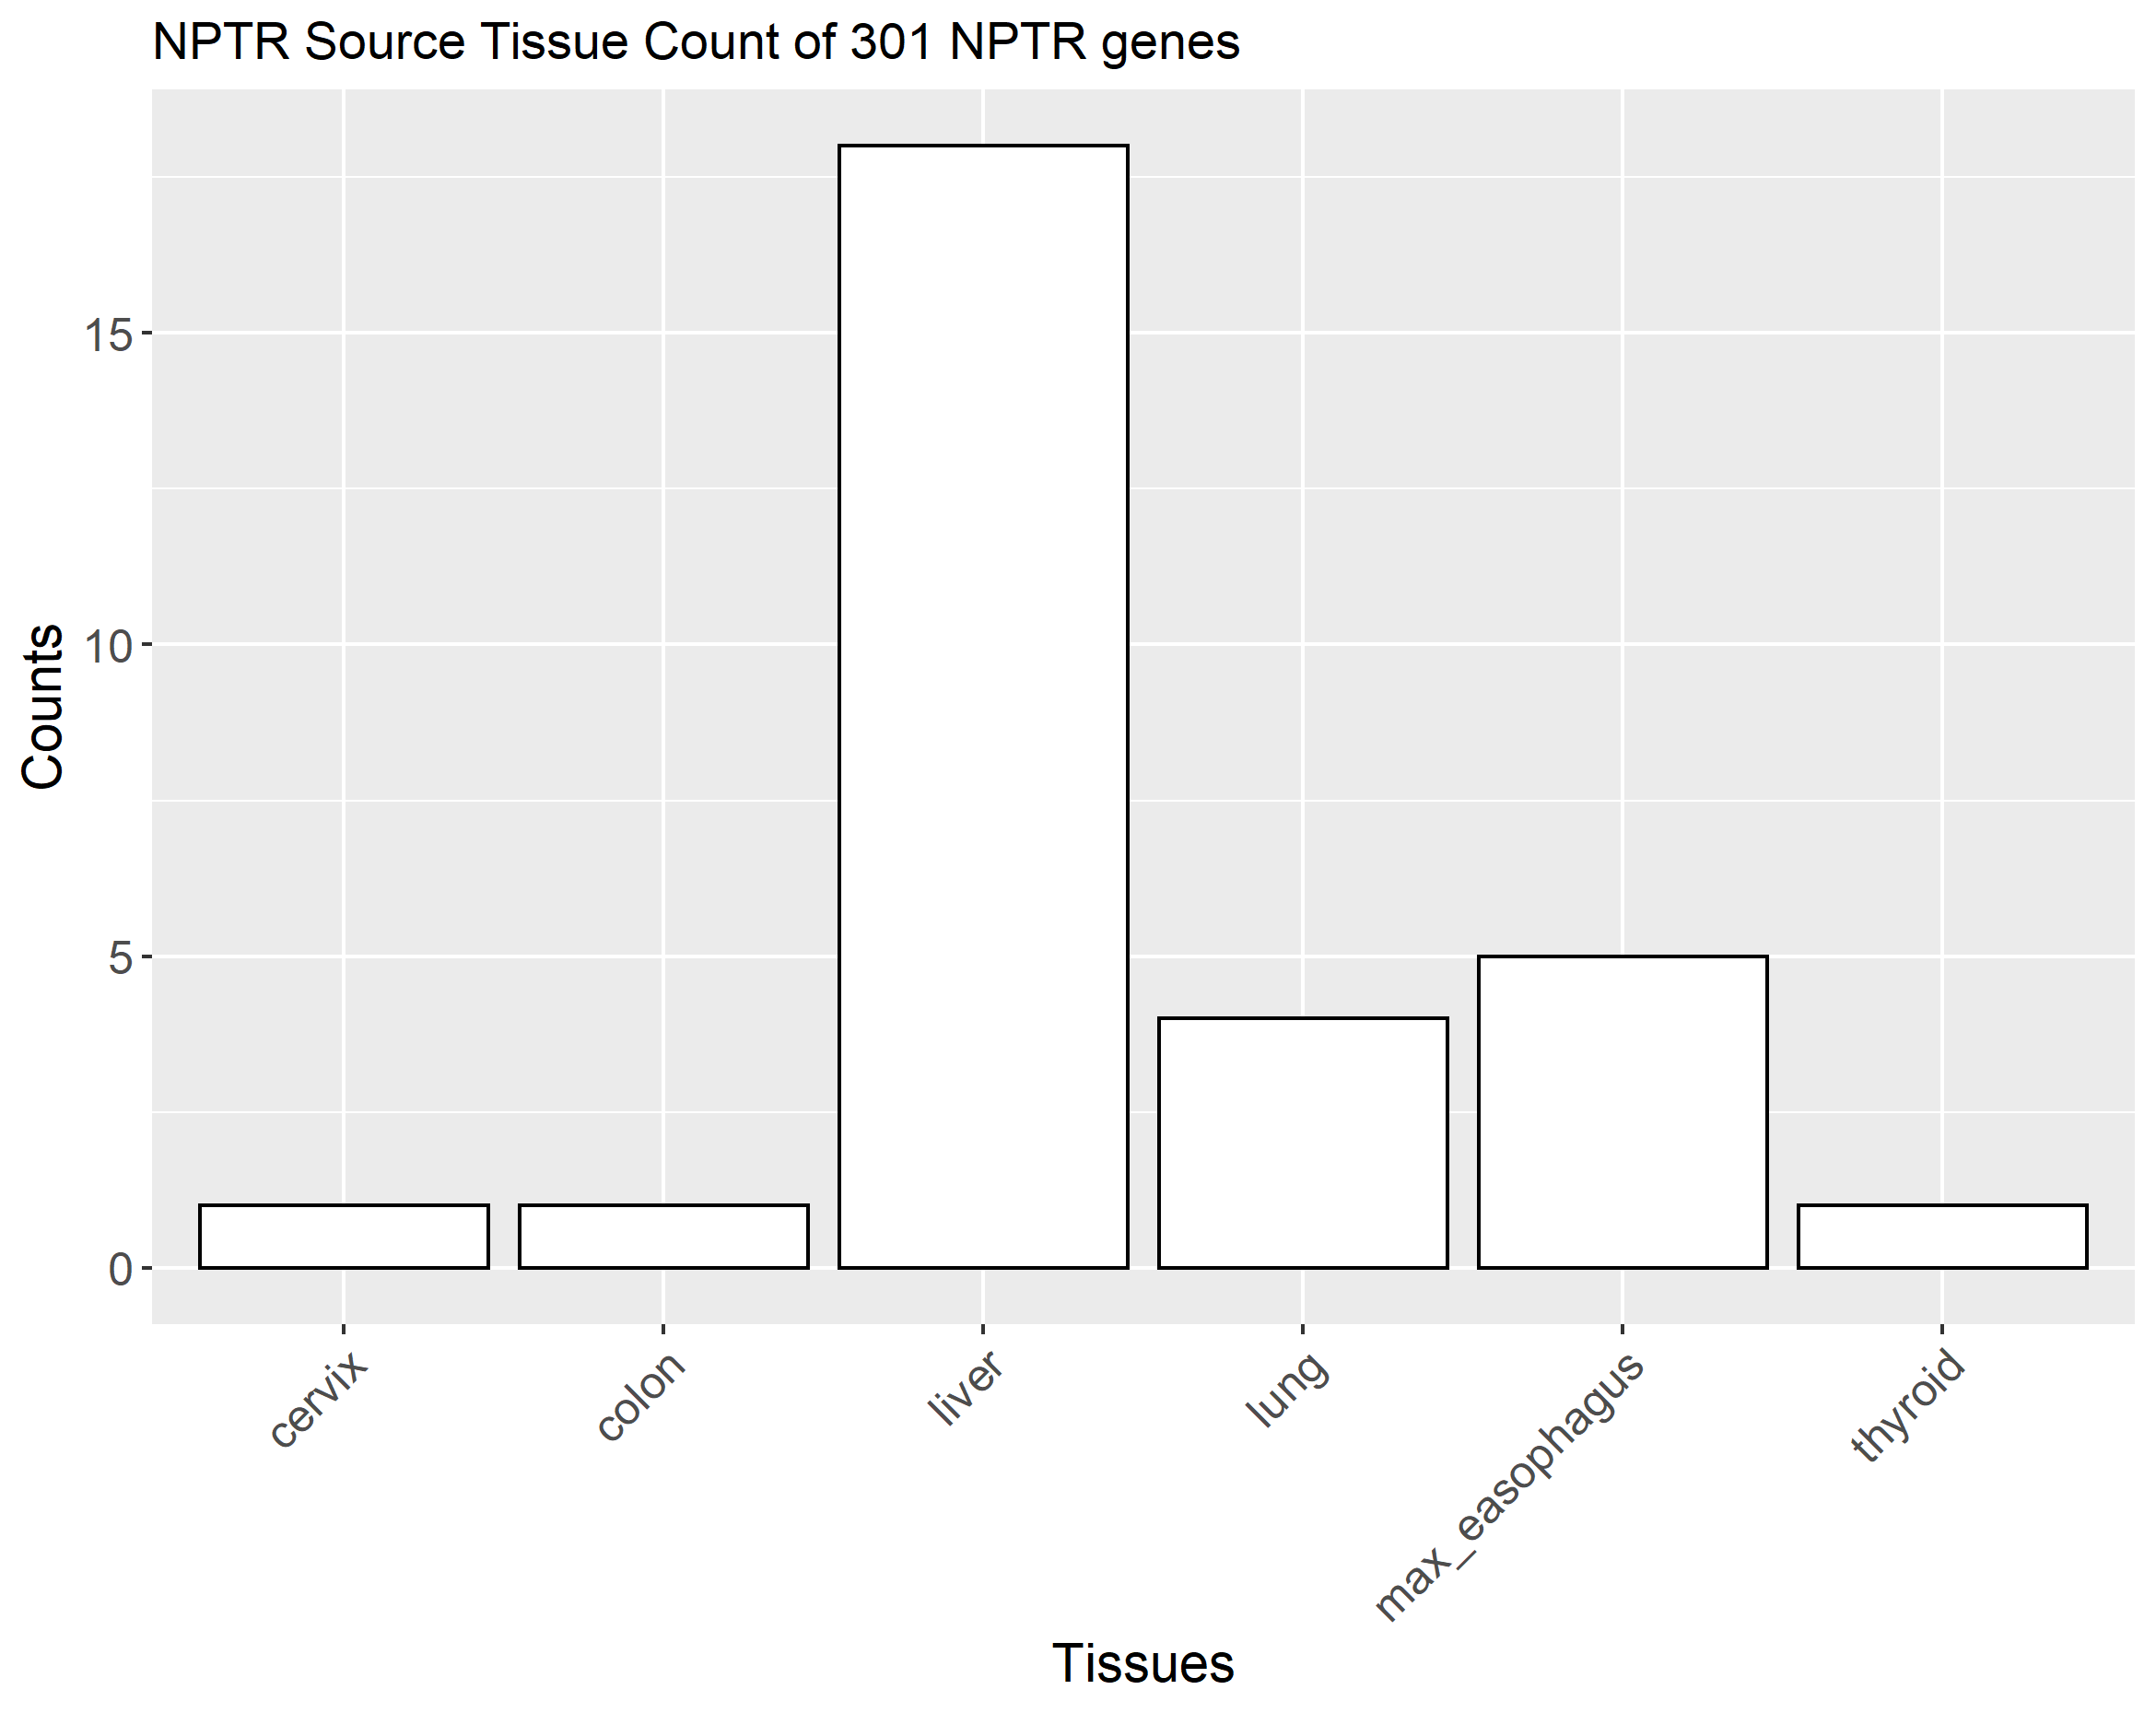 NPTR Source Tissue Count of 301 NPTR genes
Counts
15
10
5
0
cervix
colon
liver
lung
max_easophagus
thyroid
Tissues